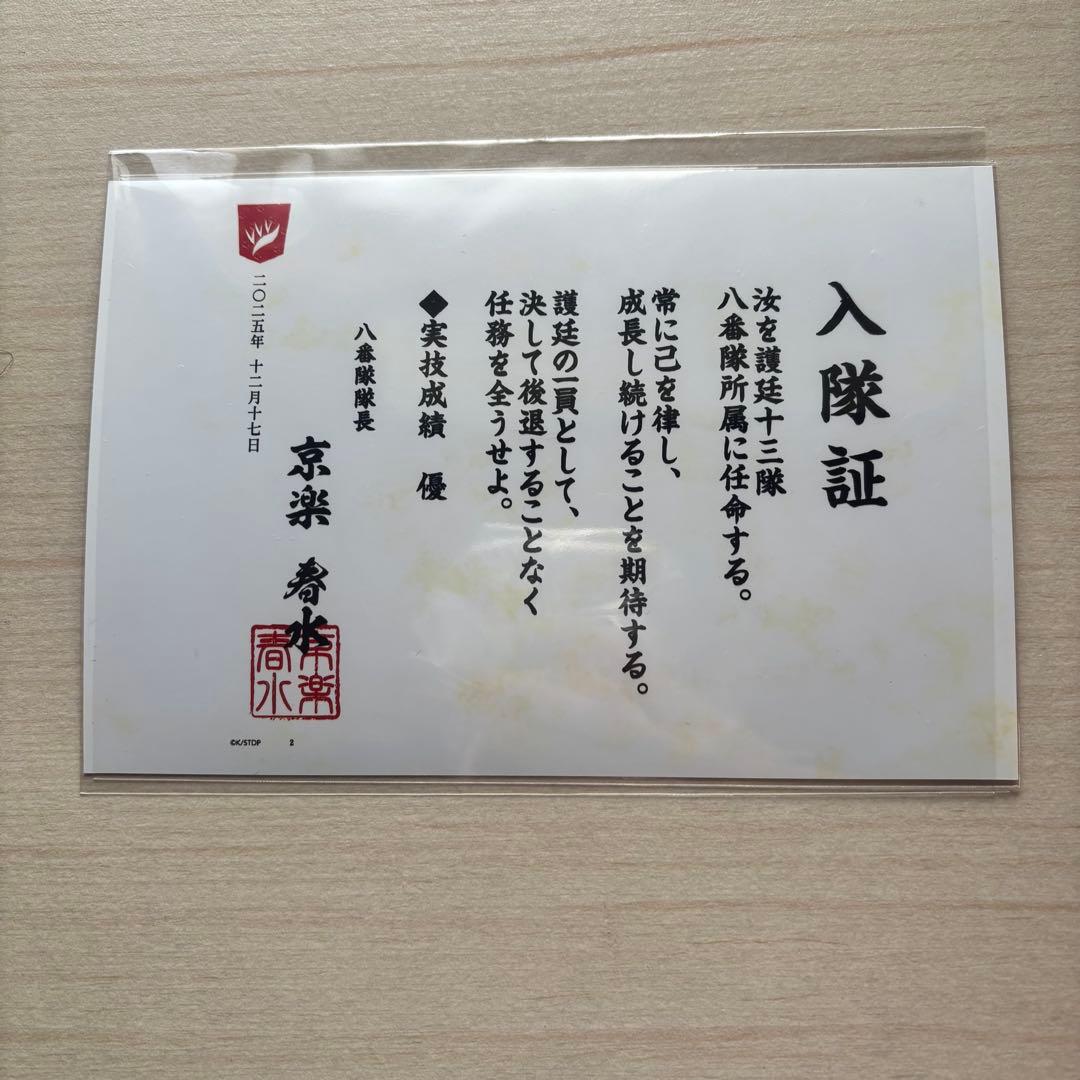 入隊証
汝を護廷十三隊
八番隊所属に任命する。
常に己を律し、
成長し続けることを期待する。
護廷の一員として、
決して後退することなく
任務を全うせよ。
◆実技成績 優
八番隊隊長
京楽 春水
京楽
春水
二〇二五年 十二月十七日
©K/STDP 2